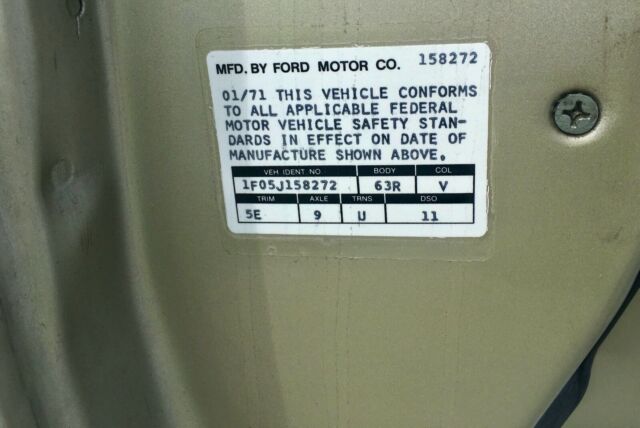 MFD. BY FORD MOTOR CO. 158272
01/71 THIS VEHICLE CONFORMS
TO ALL APPLICABLE FEDERAL
MOTOR VEHICLE SAFETY STAN-
DARDS IN EFFECT ON DATE OF
MANUFACTURE SHOWN ABOVE.
VEH IDENT NO BODY COL
1F05J158272 63R V
TRIM AXLE TRNS DSO
5E 9 U 11